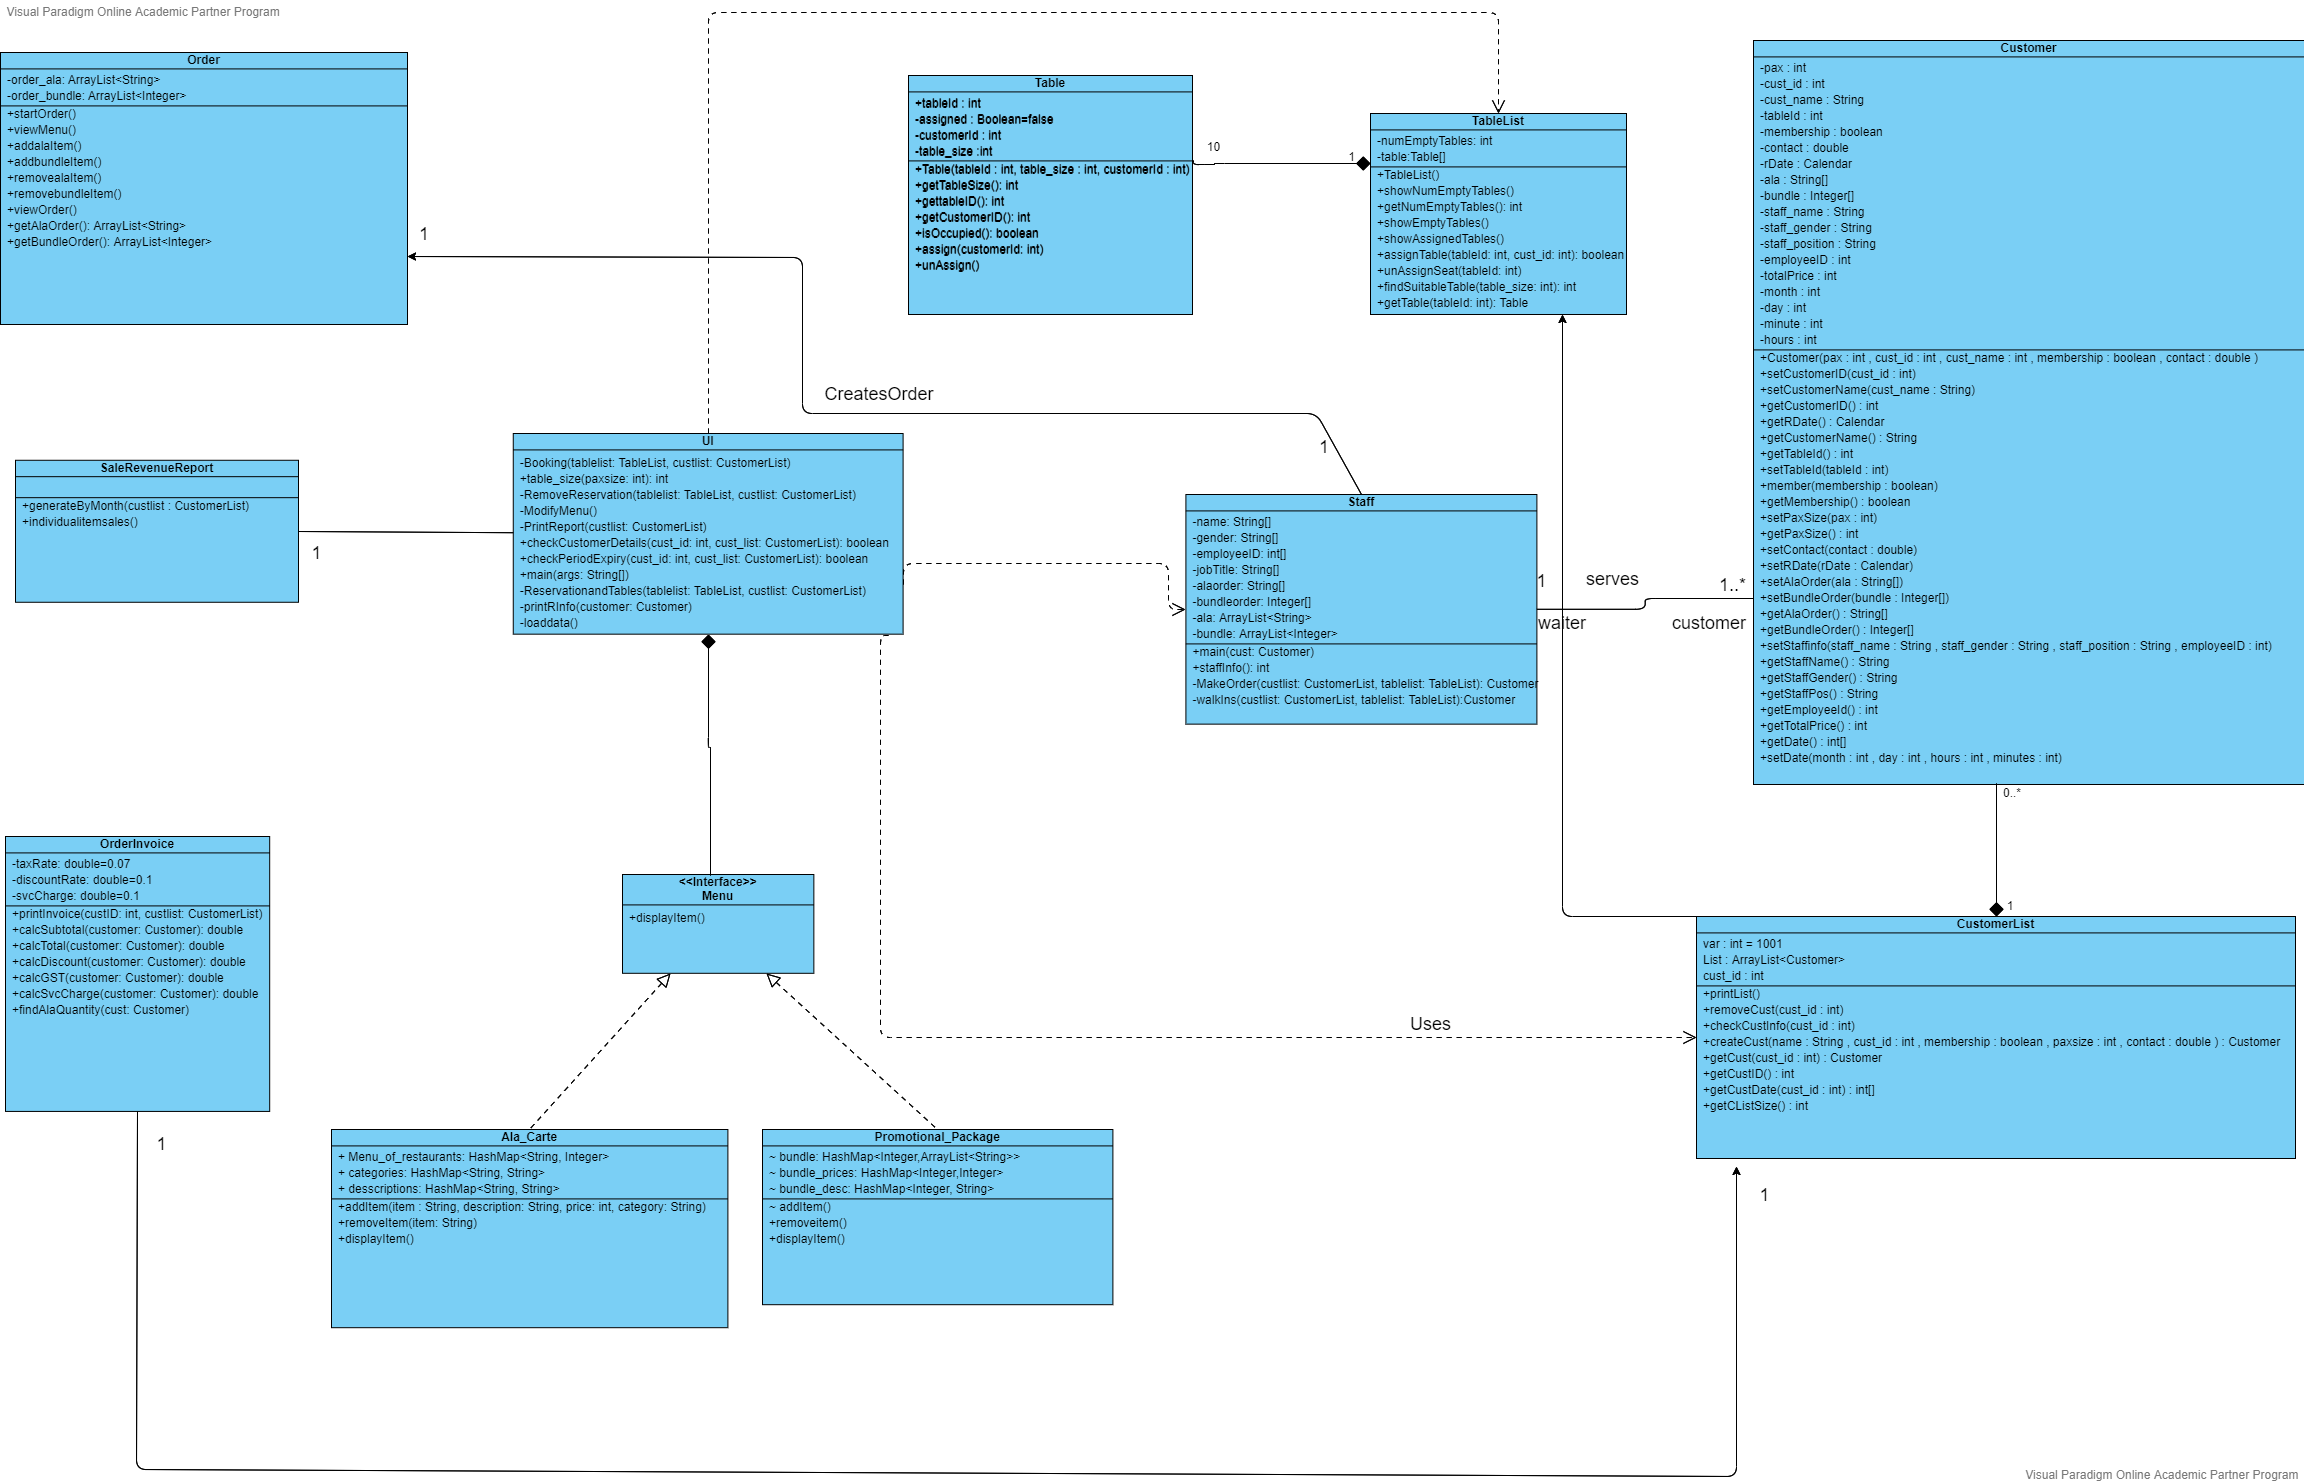 Visual Paradigm Online Academic Partner Program
Order
-order_ala: ArrayList<String>
-order_bundle: ArrayList<Integer>
+startOrder()
+viewMenu()
+addalaItem()
+addbundleItem()
+removealaItem()
+removebundleItem()
+viewOrder()
+getAlaOrder(): ArrayList<String>
+getBundleOrder(): ArrayList<Integer>
1
Table
+tableId : int
-assigned : Boolean=false
-customerId : int
-table_size :int
+Table(tableId : int, table_size : int, customerId : int)
+getTableSize(): int
+gettableID(): int
+getCustomerID(): int
+isOccupied(): boolean
+assign(customerId: int)
+unAssign()
10
1
TableList
-numEmptyTables: int
-table:Table[]
+TableList()
+showNumEmptyTables()
+getNumEmptyTables(): int
+showEmptyTables()
+showAssignedTables()
+assignTable(tableId: int, cust_id: int): boolean
+unAssignSeat(tableId: int)
+findSuitableTable(table_size: int): int
+getTable(tableId: int): Table
Customer
-pax : int
-cust_id : int
-cust_name : String
-tableId : int
-membership : boolean
-contact : double
-rDate : Calendar
-ala : String[]
-bundle : Integer[]
-staff_name : String
-staff_gender : String
-staff_position : String
-employeeID : int
-totalPrice : int
-month : int
-day : int
-minute : int
-hours : int
+Customer(pax : int , cust_id : int , cust_name : int , membership : boolean , contact : double )
+setCustomerID(cust_id : int)
+setCustomerName(cust_name : String)
+getCustomerID() : int
+getRDate() : Calendar
+getCustomerName() : String
+getTableId() : int
+setTableId(tableId : int)
+member(membership : boolean)
+getMembership() : boolean
+setPaxSize(pax : int)
+getPaxSize() : int
+setContact(contact : double)
+setRDate(rDate : Calendar)
+setAlaOrder(ala : String[])
+setBundleOrder(bundle : Integer[])
+getAlaOrder() : String[]
+getBundleOrder() : Integer[]
+setStaffinfo(staff_name : String , staff_gender : String , staff_position : String , employeeID : int)
+getStaffName() : String
+getStaffGender() : String
+getStaffPos() : String
+getEmployeeId() : int
+getTotalPrice() : int
+getDate() : int[]
+setDate(month : int , day : int , hours : int , minutes : int)
0..*
CreatesOrder
1
SaleRevenueReport
+generateByMonth(custlist : CustomerList)
+individualitemsales()
1
UI
-Booking(tablelist: TableList, custlist: CustomerList)
+table_size(paxsize: int): int
-RemoveReservation(tablelist: TableList, custlist: CustomerList)
-ModifyMenu()
-PrintReport(custlist: CustomerList)
+checkCustomerDetails(cust_id: int, cust_list: CustomerList): boolean
+checkPeriodExpiry(cust_id: int, cust_list: CustomerList): boolean
+main(args: String[])
-ReservationandTables(tablelist: TableList, custlist: CustomerList)
-printRInfo(customer: Customer)
-loaddata()
Staff
-name: String[]
-gender: String[]
-employeeID: int[]
-jobTitle: String[]
-alaorder: String[]
-bundleorder: Integer[]
-ala: ArrayList<String>
-bundle: ArrayList<Integer>
+main(cust: Customer)
+staffInfo(): int
-MakeOrder(custlist: CustomerList, tablelist: TableList): Customer
-walkIns(custlist: CustomerList, tablelist: TableList):Customer
1
serves
1..*
waiter
customer
OrderInvoice
-taxRate: double=0.07
-discountRate: double=0.1
-svcCharge: double=0.1
+printInvoice(custID: int, custlist: CustomerList)
+calcSubtotal(customer: Customer): double
+calcTotal(customer: Customer): double
+calcDiscount(customer: Customer): double
+calcGST(customer: Customer): double
+calcSvcCharge(customer: Customer): double
+findAlaQuantity(cust: Customer)
1
<<Interface>>
Menu
+displayItem()
Uses
1
CustomerList
var : int = 1001
List : ArrayList<Customer>
cust_id : int
+printList()
+removeCust(cust_id : int)
+checkCustInfo(cust_id : int)
+createCust(name : String , cust_id : int , membership : boolean , paxsize : int , contact : double ) : Customer
+getCust(cust_id : int) : Customer
+getCustID() : int
+getCustDate(cust_id : int) : int[]
+getCListSize() : int
1
Ala_Carte
+ Menu_of_restaurants: HashMap<String, Integer>
+ categories: HashMap<String, String>
+ desscriptions: HashMap<String, String>
+addItem(item : String, description: String, price: int, category: String)
+removeItem(item: String)
+displayItem()
Promotional_Package
~ bundle: HashMap<Integer,ArrayList<String>>
~ bundle_prices: HashMap<Integer,Integer>
~ bundle_desc: HashMap<Integer, String>
~ addItem()
+removeitem()
+displayItem()
Visual Paradigm Online Academic Partner Program